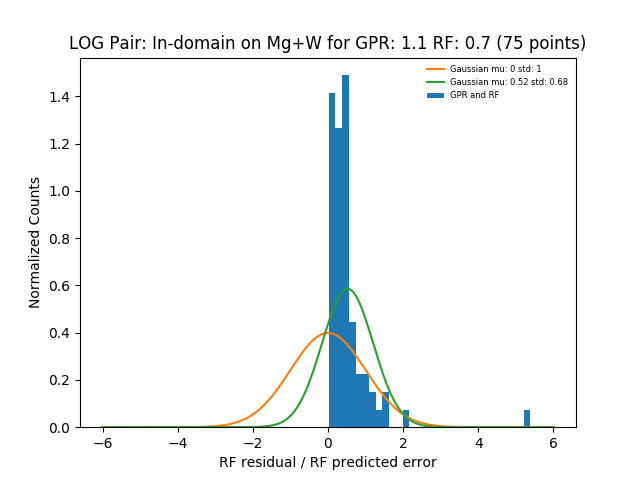 LOG Pair: In-domain on Mg+W for GPR: 1.1 RF: 0.7 (75 points)
Gaussian mu: 0 std: 1
Gaussian mu: 0.52 std: 0.68
GPR and RF
Normalized Counts
1.4
1.2
1.0
0.8
0.6
0.4
0.2
0.0
−6 −4 −2 0 2 4 6
RF residual / RF predicted error